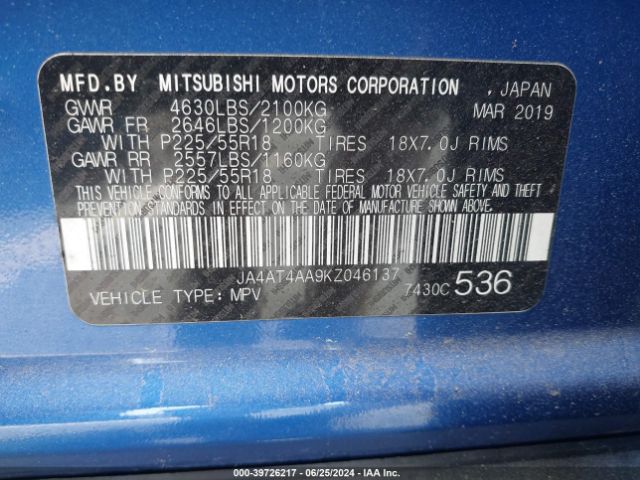 MFD.BY MITSUBISHI MOTORS CORPORATION , JAPAN
GVWR 4630LBS/2100KG MAR 2019
GAWR FR 2646LBS/1200KG
WITH P225/55R18 TIRES 18X7.0J RIMS
GAWR RR 2557LBS/1160KG
WITH P225/55R18 TIRES 18X7.0J RIMS
THIS VEHICLE CONFORMS TO ALL APPLICABLE FEDERAL MOTOR VEHICLE SAFETY AND THEFT
PREVENTION STANDARDS IN EFFECT ON THE DATE OF MANUFACTURE SHOWN ABOVE.
JA4AT4AA9KZ046137
VEHICLE TYPE: MPV 7430C 536
000-39726217 - 06/25/2024 - IAA Inc.